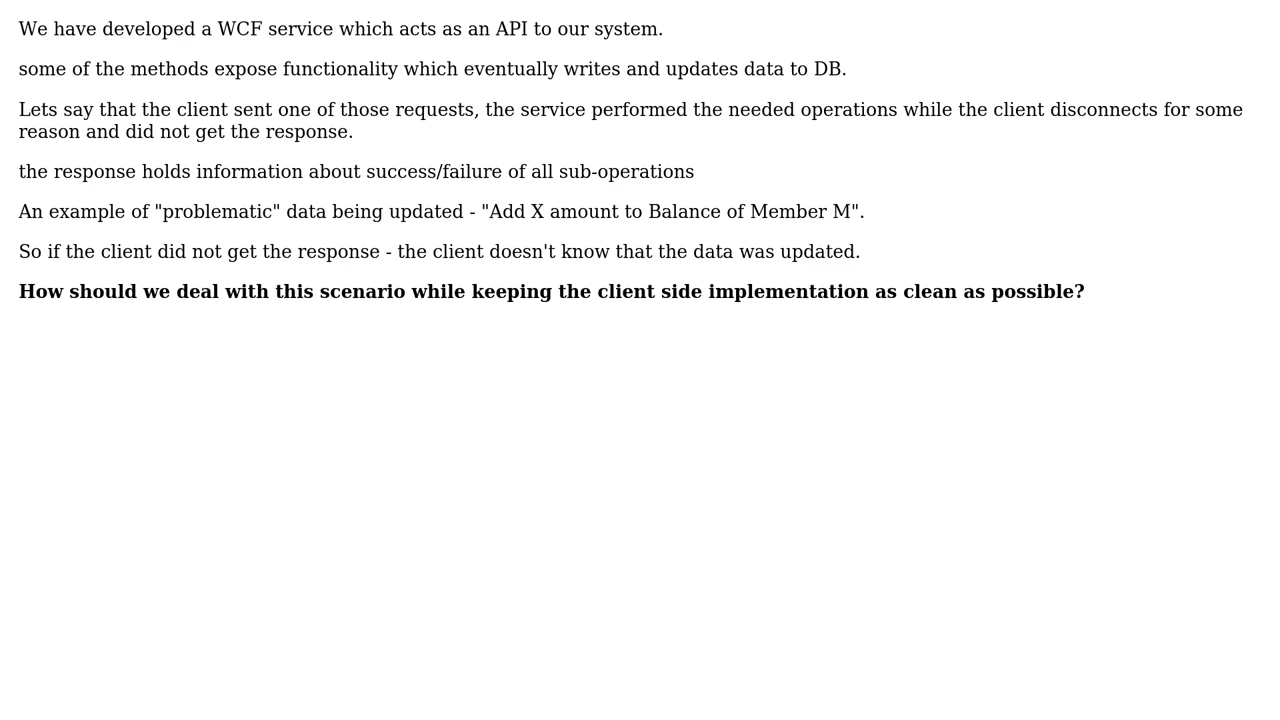 We have developed a WCF service which acts as an API to our system.
some of the methods expose functionality which eventually writes and updates data to DB.
Lets say that the client sent one of those requests, the service performed the needed operations while the client disconnects for some
reason and did not get the response.
the response holds information about success/failure of all sub-operations
An example of "problematic" data being updated - "Add X amount to Balance of Member M".
So if the client did not get the response - the client doesn't know that the data was updated.
How should we deal with this scenario while keeping the client side implementation as clean as possible?